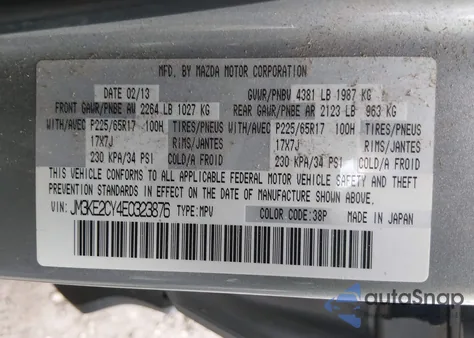 MFD. BY MAZDA MOTOR CORPORATION
DATE 02/13 GVWR/PNBV 4381 LB 1987 KG
FRONT GAWR/PNBE AV 2264 LB 1027 KG REAR GAWR/PNBE AR 2123 LB 963 KG
WITH/AVEC P225/65R17 100H TIRES/PNEUS WITH/AVEC P225/65R17 100H TIRES/PNEUS
17X7J RIMS/JANTES 17X7J RIMS/JANTES
230 KPA/34 PSI COLD/A FROID 230 KPA/34 PSI COLD/A FROID
THIS VEHICLE CONFORMS TO ALL APPLICABLE FEDERAL MOTOR VEHICLE SAFETY AND THEFT
PREVENTION STANDARDS IN EFFECT ON THE DATE OF MANUFACTURE SHOWN ABOVE.
VIN: JM3KE2CY4E0323876 TYPE:MPV COLOR CODE:38P MADE IN JAPAN
autoSnap